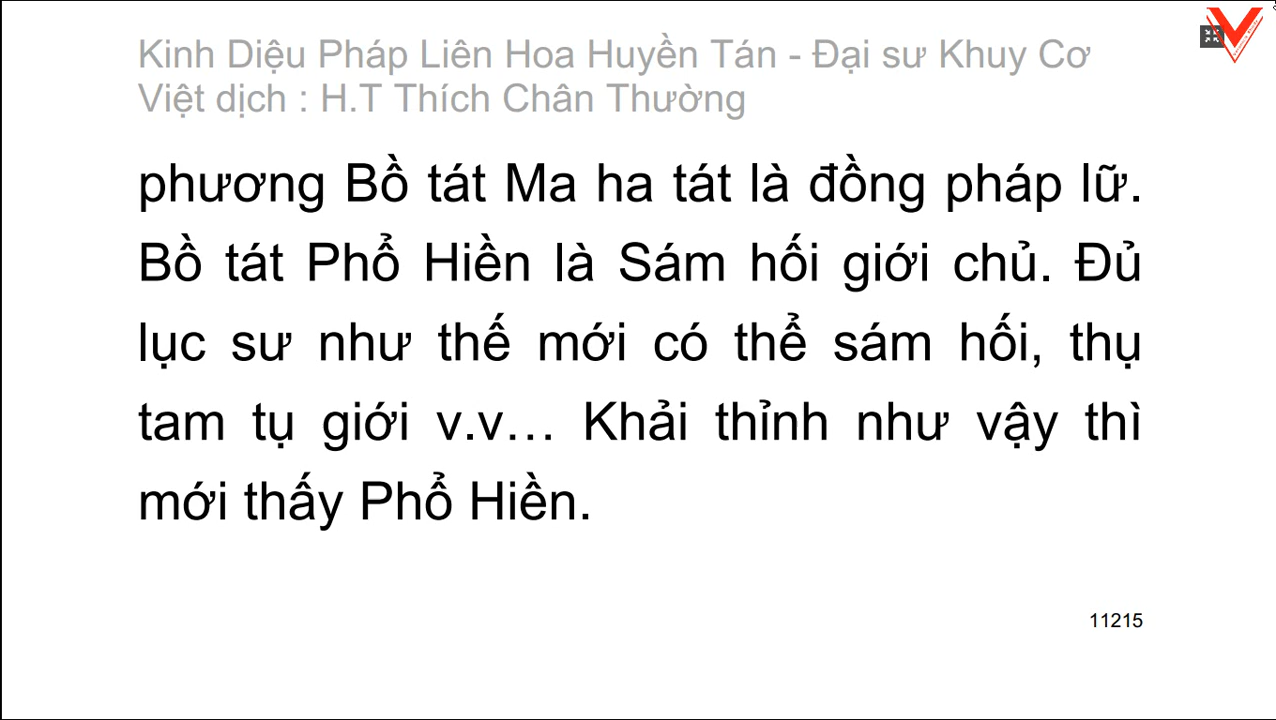 Kinh Diệu Pháp Liên Hoa Huyền Tán - Đại sư Khuy Cơ
Việt dịch : H.T Thích Chân Thường
phương Bồ tát Ma ha tát là đồng pháp lữ.
Bồ tát Phổ Hiền là Sám hối giới chủ. Đủ
lục sư như thế mới có thể sám hối, thụ
tam tụ giới v.v… Khải thỉnh như vậy thì
mới thấy Phổ Hiền.
11215